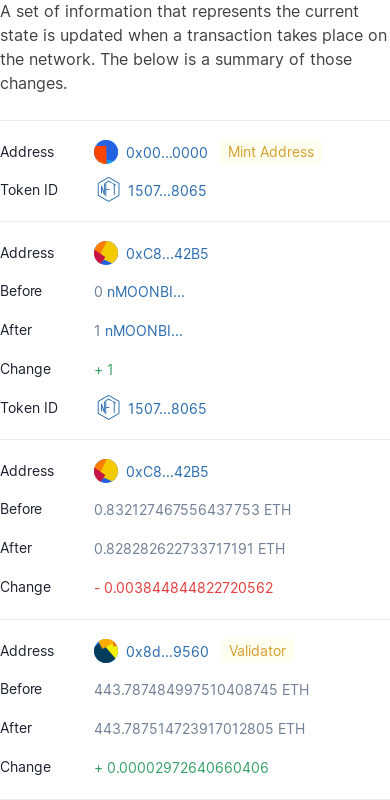 A set of information that represents the current
state is updated when a transaction takes place on
the network. The below is a summary of those
changes.
Address 0x00...0000 Mint Address
Token ID NFT 1507...8065
Address 0xC8...42B5
Before 0 nMOONBI...
After 1 nMOONBI...
Change + 1
Token ID NFT 1507...8065
Address 0xC8...42B5
Before 0.832127467556437753 ETH
After 0.828282622733717191 ETH
Change - 0.003844844822720562
Address 0x8d...9560 Validator
Before 443.787484997510408745 ETH
After 443.787514723917012805 ETH
Change + 0.00002972640660406